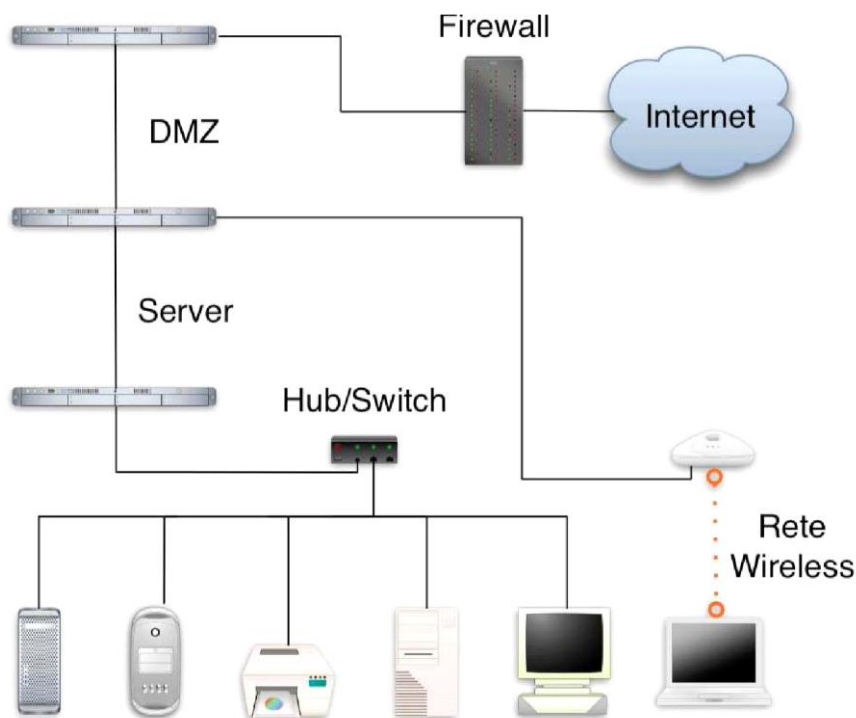 Firewall
Internet
DMZ
Server
Hub/Switch
Rete
Wireless